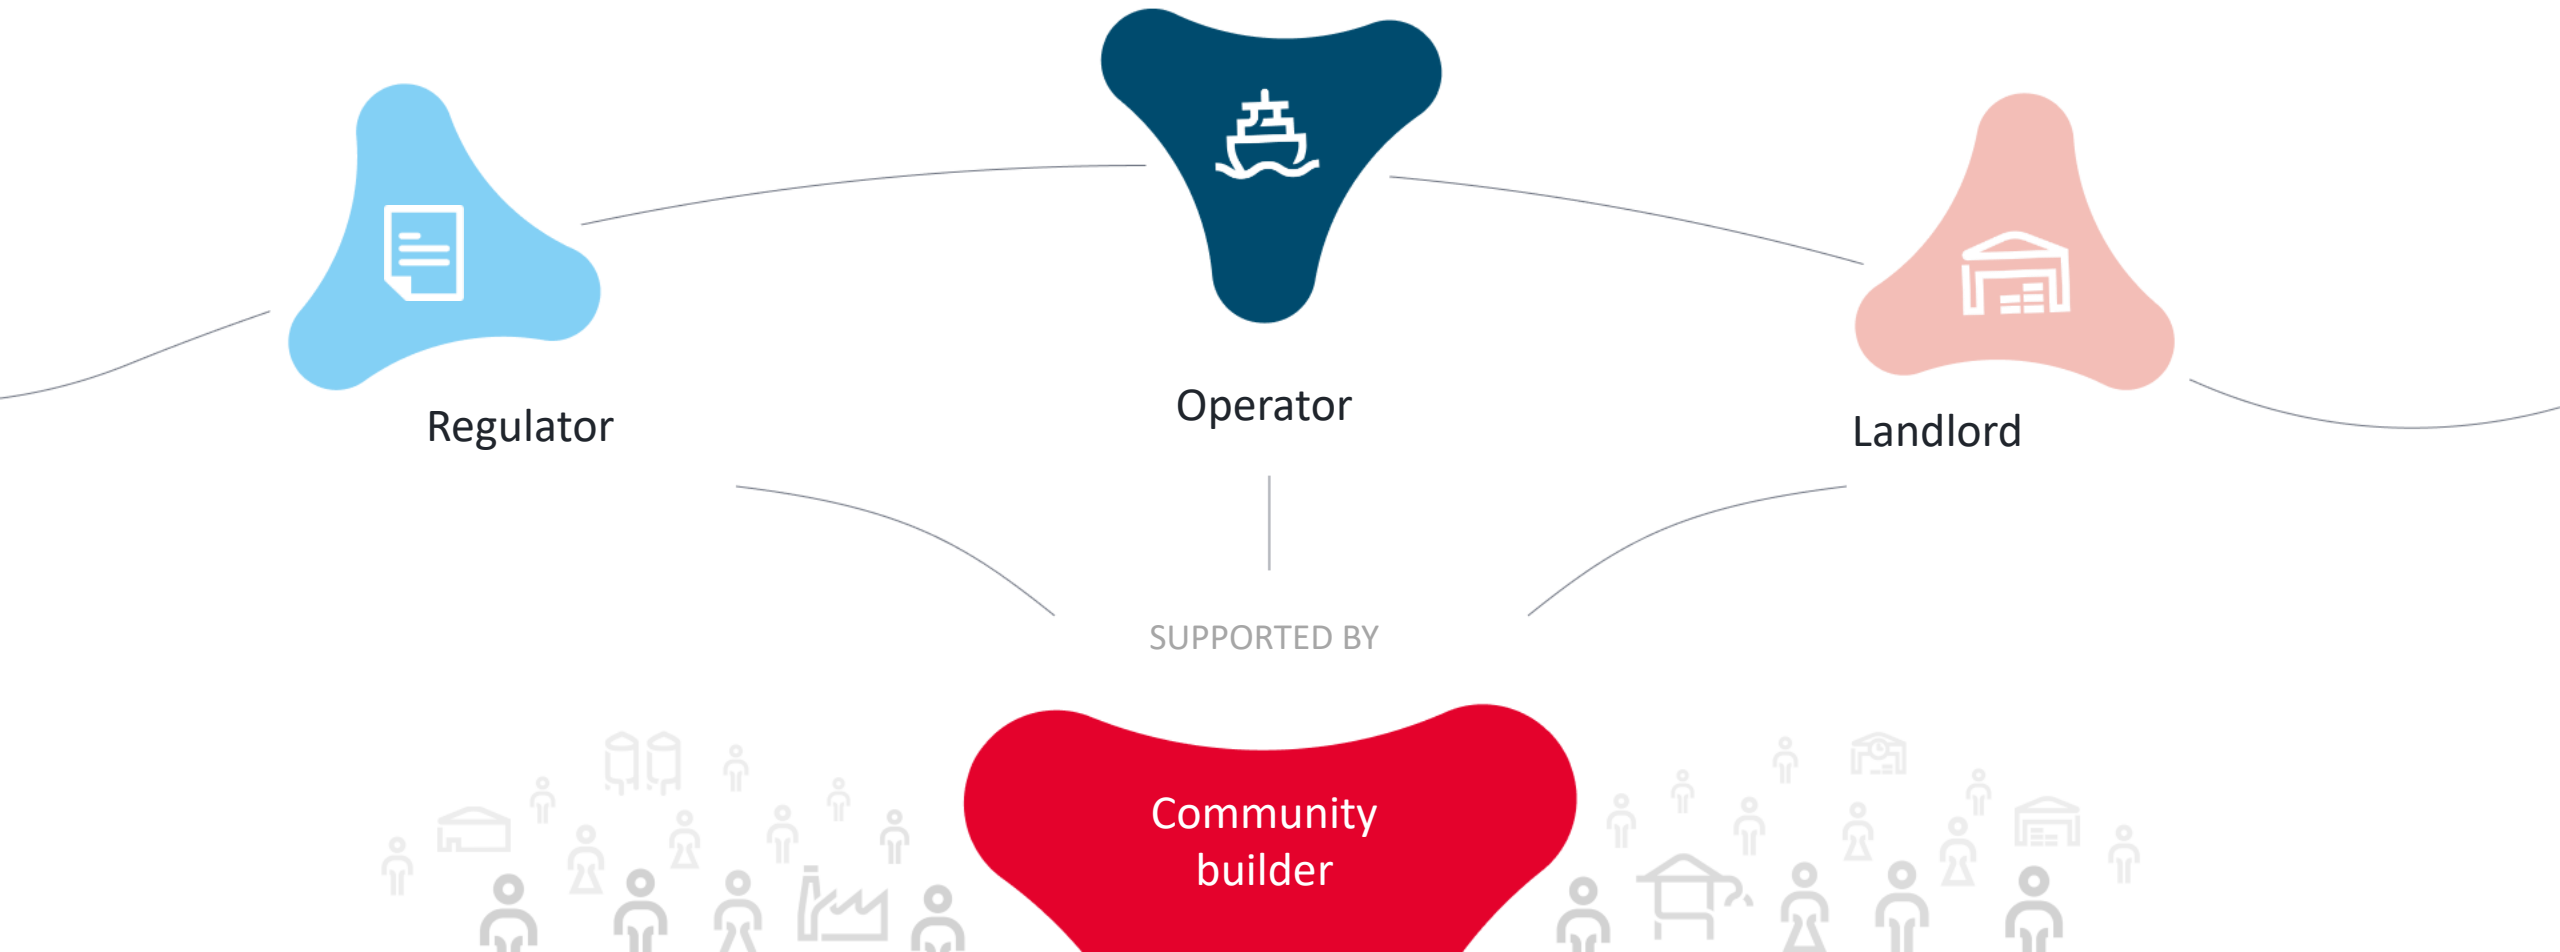 Regulator
Operator
Landlord
SUPPORTED BY
Community
builder